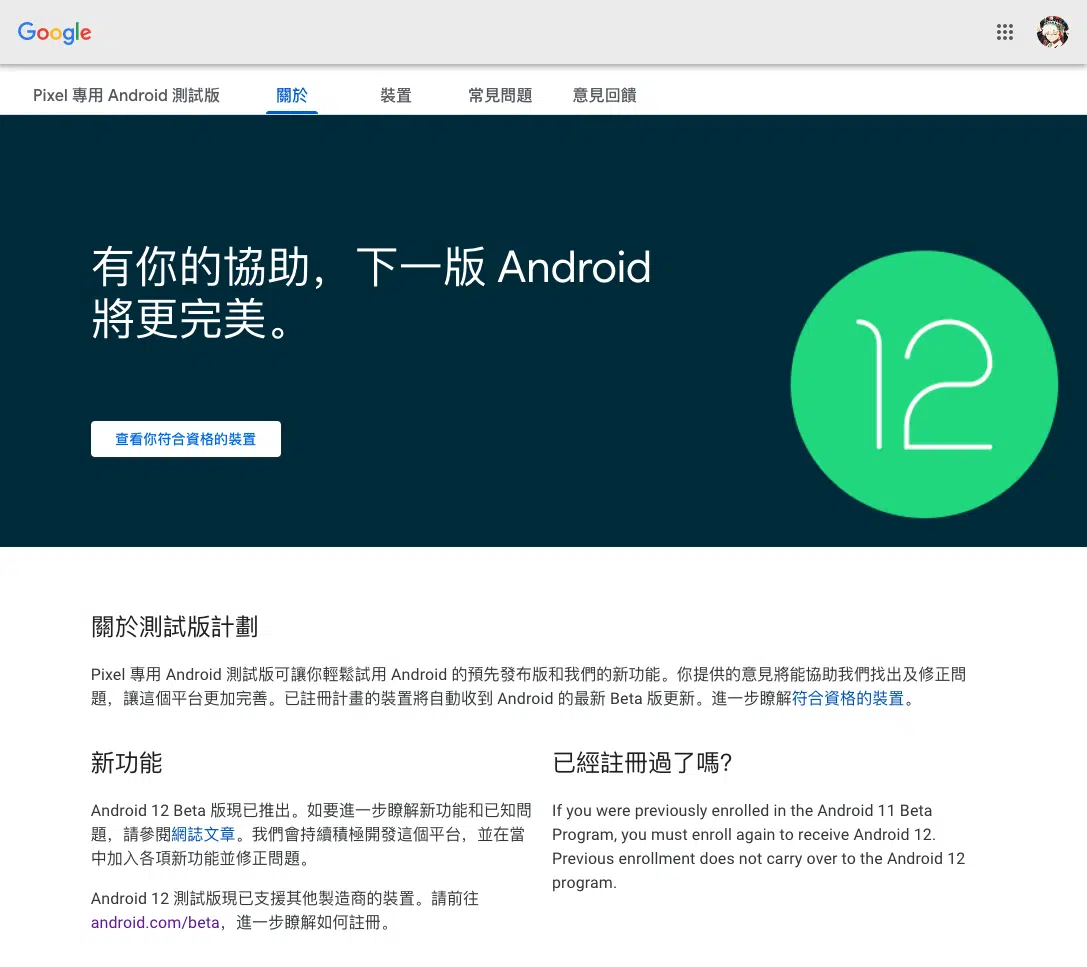 Google
Pixel 專用 Android 測試版
關於
裝置
常見問題
意見回饋
有你的協助，下一版 Android
將更完美。
查看你符合資格的裝置
12
關於測試版計劃
Pixel 專用 Android 測試版可讓你輕鬆試用 Android 的預先發布版和我們的新功能。你提供的意見將能協助我們找出及修正問
題，讓這個平台更加完善。已註冊計畫的裝置將自動收到 Android 的最新 Beta 版更新。進一步瞭解符合資格的裝置。
新功能
Android 12 Beta 版現已推出。如要進一步瞭解新功能和已知問
題，請參閱網誌文章。我們會持續積極開發這個平台，並在當
中加入各項新功能並修正問題。
Android 12 測試版現已支援其他製造商的裝置。請前往
android.com/beta，進一步瞭解如何註冊。
已經註冊過了嗎?
If you were previously enrolled in the Android 11 Beta
Program, you must enroll again to receive Android 12.
Previous enrollment does not carry over to the Android 12
program.